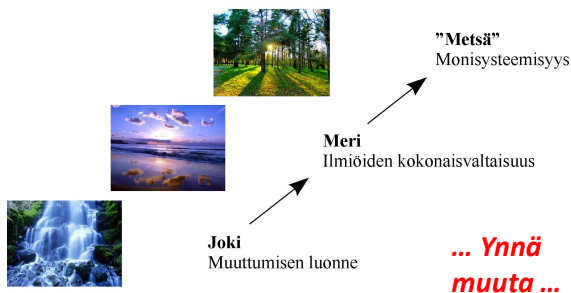 ”Metsä”
Monisysteemisyys
Meri
Ilmiöiden kokonaisvaltaisuus
Joki
Muuttumisen luonne
... Ynnä
muuta ...